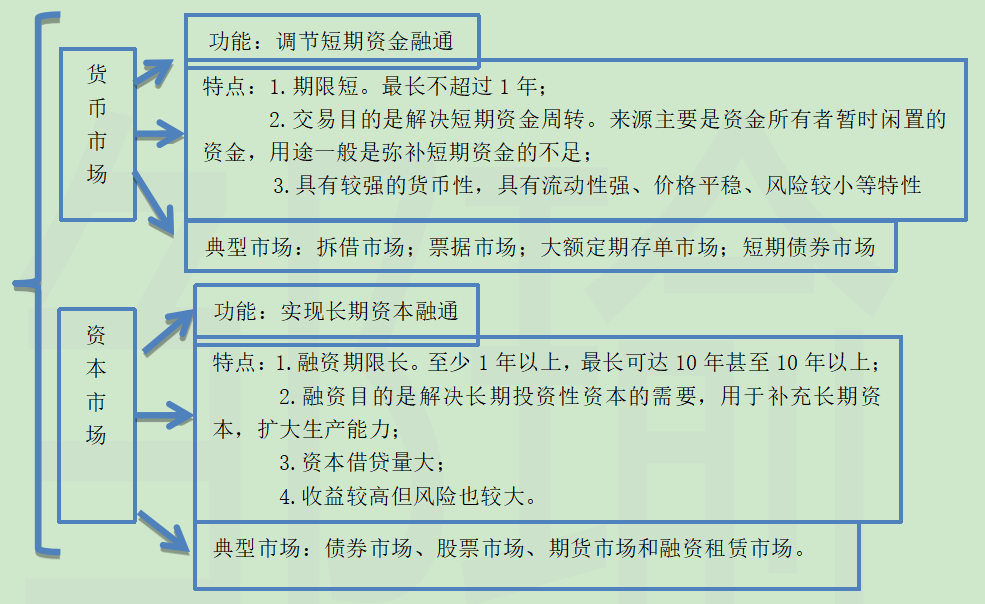 货币市场
功能：调节短期资金融通
特点：1.期限短。最长不超过1年；
2.交易目的是解决短期资金周转。来源主要是资金所有者暂时闲置的
资金，用途一般是弥补短期资金的不足；
3.具有较强的货币性，具有流动性强、价格平稳、风险较小等特性
典型市场：拆借市场；票据市场；大额定期存单市场；短期债券市场
资本市场
功能：实现长期资本融通
特点：1.融资期限长。至少1年以上，最长可达10年甚至10年以上；
2.融资目的是解决长期投资性资本的需要，用于补充长期资
本，扩大生产能力；
3.资本借贷量大；
4.收益较高但风险也较大。
典型市场：债券市场、股票市场、期货市场和融资租赁市场。